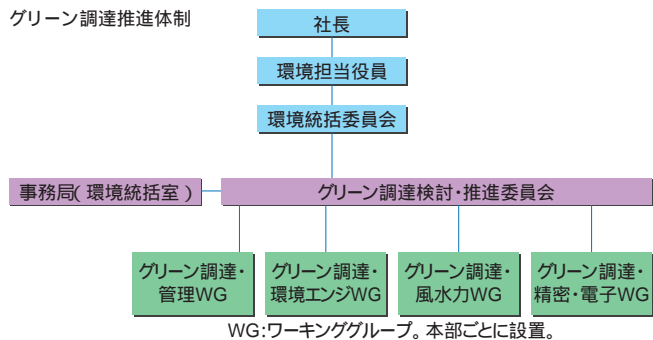 グリーン調達推進体制
社長
環境担当役員
環境統括委員会
事務局(環境統括室)
グリーン調達検討・推進委員会
グリーン調達・
管理WG
グリーン調達・
環境エンジWG
グリーン調達・
風水力WG
グリーン調達・
精密・電子WG
WG:ワーキンググループ。本部ごとに設置。